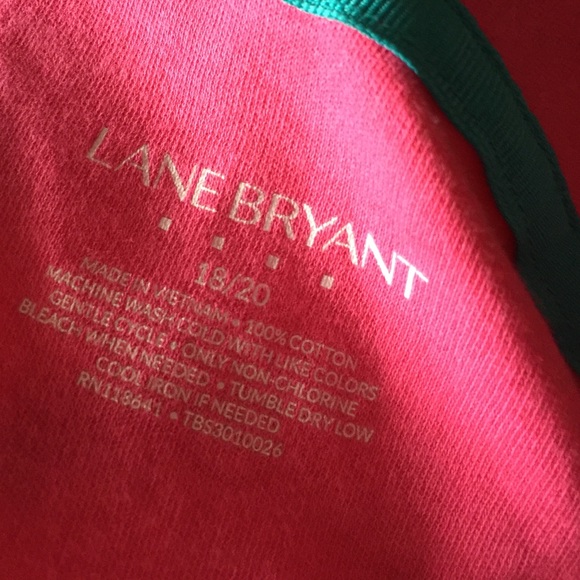 LANE BRYANT
18/20
MADE IN VIETNAM • 100% COTTON
MACHINE WASH COLD WITH LIKE COLORS
GENTLE CYCLE • ONLY NON-CHLORINE
BLEACH WHEN NEEDED • TUMBLE DRY LOW
COOL IRON IF NEEDED
RN118641 • TBS3010026